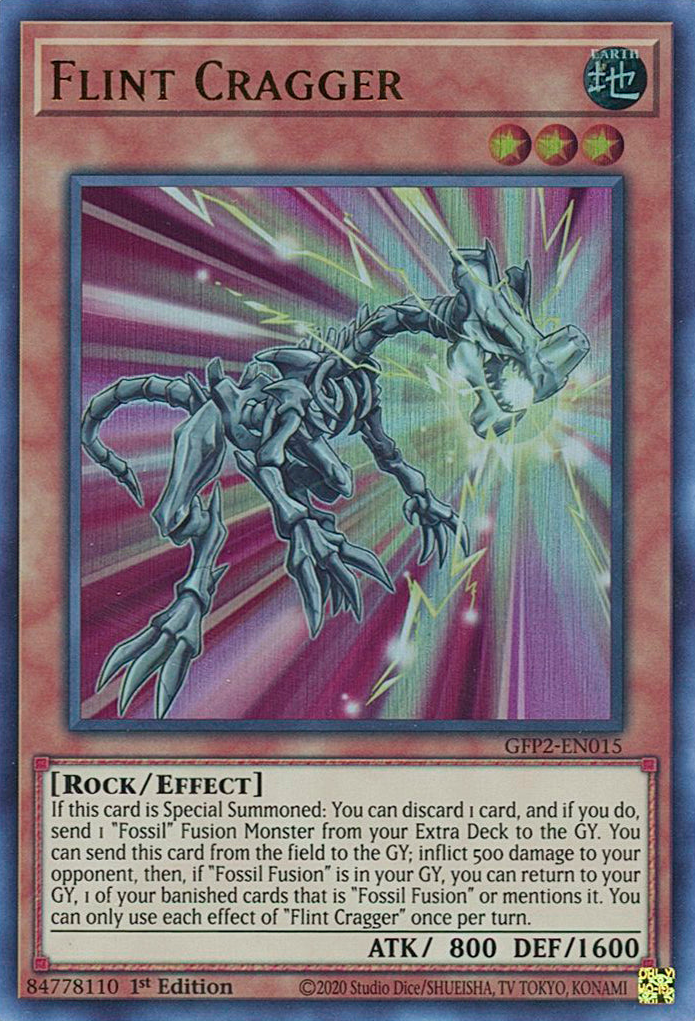 FLINT CRAGGER
EARTH
地
GFP2-EN015
[ROCK/EFFECT]
If this card is Special Summoned: You can discard 1 card, and if you do,
send 1 "Fossil" Fusion Monster from your Extra Deck to the GY. You
can send this card from the field to the GY; inflict 500 damage to your
opponent, then, if "Fossil Fusion" is in your GY, you can return to your
GY, 1 of your banished cards that is "Fossil Fusion" or mentions it. You
can only use each effect of "Flint Cragger" once per turn.
ATK/ 800 DEF/1600
84778110 1st Edition ©2020 Studio Dice/SHUEISHA, TV TOKYO, KONAMI